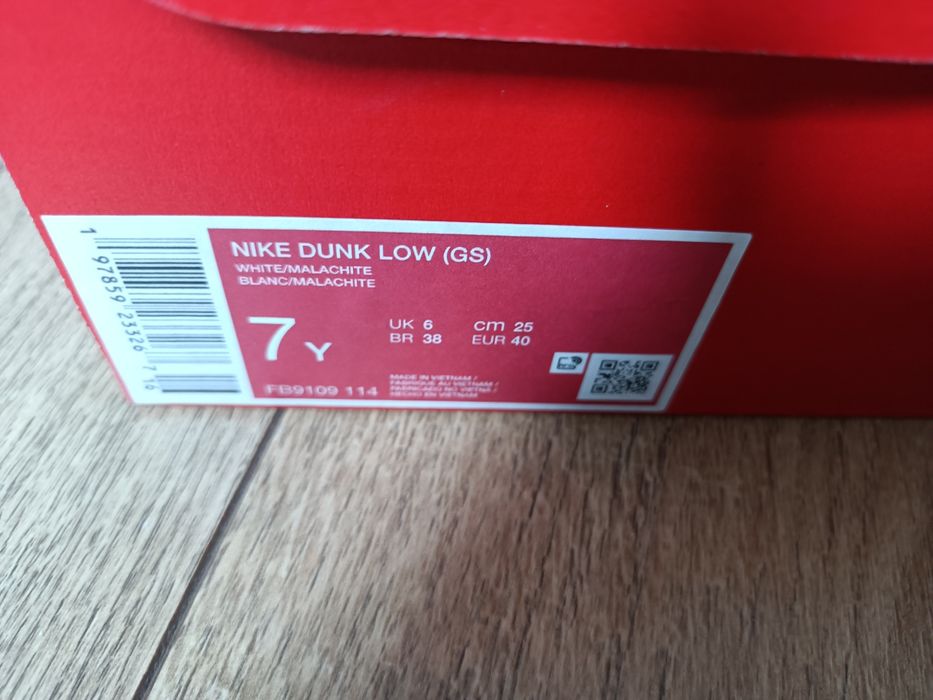 NIKE DUNK LOW (GS)
WHITE/MALACHITE
BLANC/MALACHITE
7Y
UK 6 cm 25
BR 38 EUR 40
FB9109 114
MADE IN VIETNAM /
FABRIQUE AU VIETNAM /
FABRICADO NO VIETNÃ /
HECHO EN VIETNAM
1 97859 23326 7